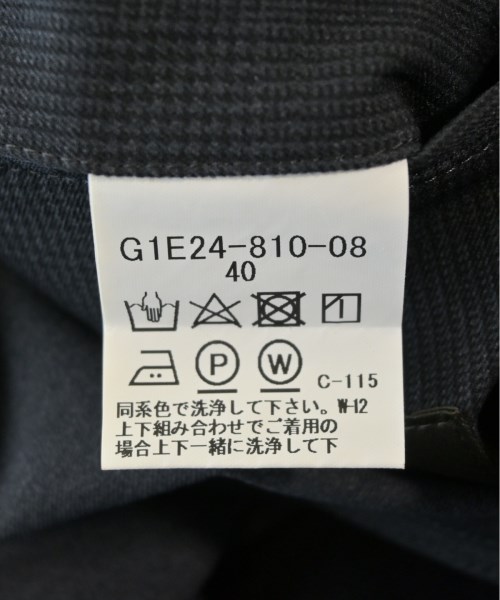 G1E24-810-08
40
P W
C-115
同系色で洗浄して下さい。W-12
上下組み合わせでご着用の
場合上下一緒に洗浄して下